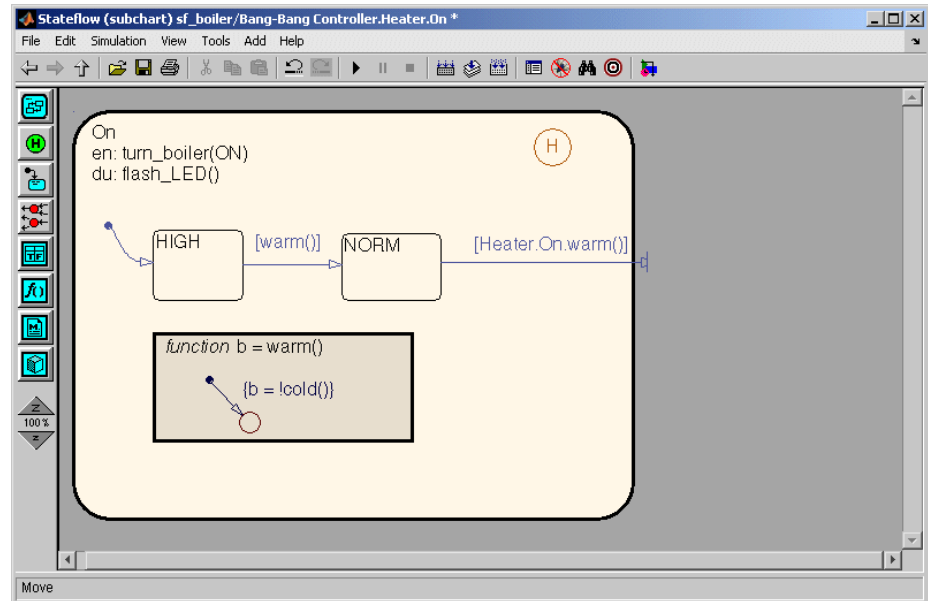 Stateflow (subchart) sf_boiler/Bang-Bang Controller.Heater.On *
File Edit Simulation View Tools Add Help
On
en: turn_boiler(ON)
du: flash_LED()
H
HIGH
[warm()]
NORM
[Heater.On.warm()]
function b = warm()
{b = !cold()}
H
TF
f()
M
Z
100 %
z
Move